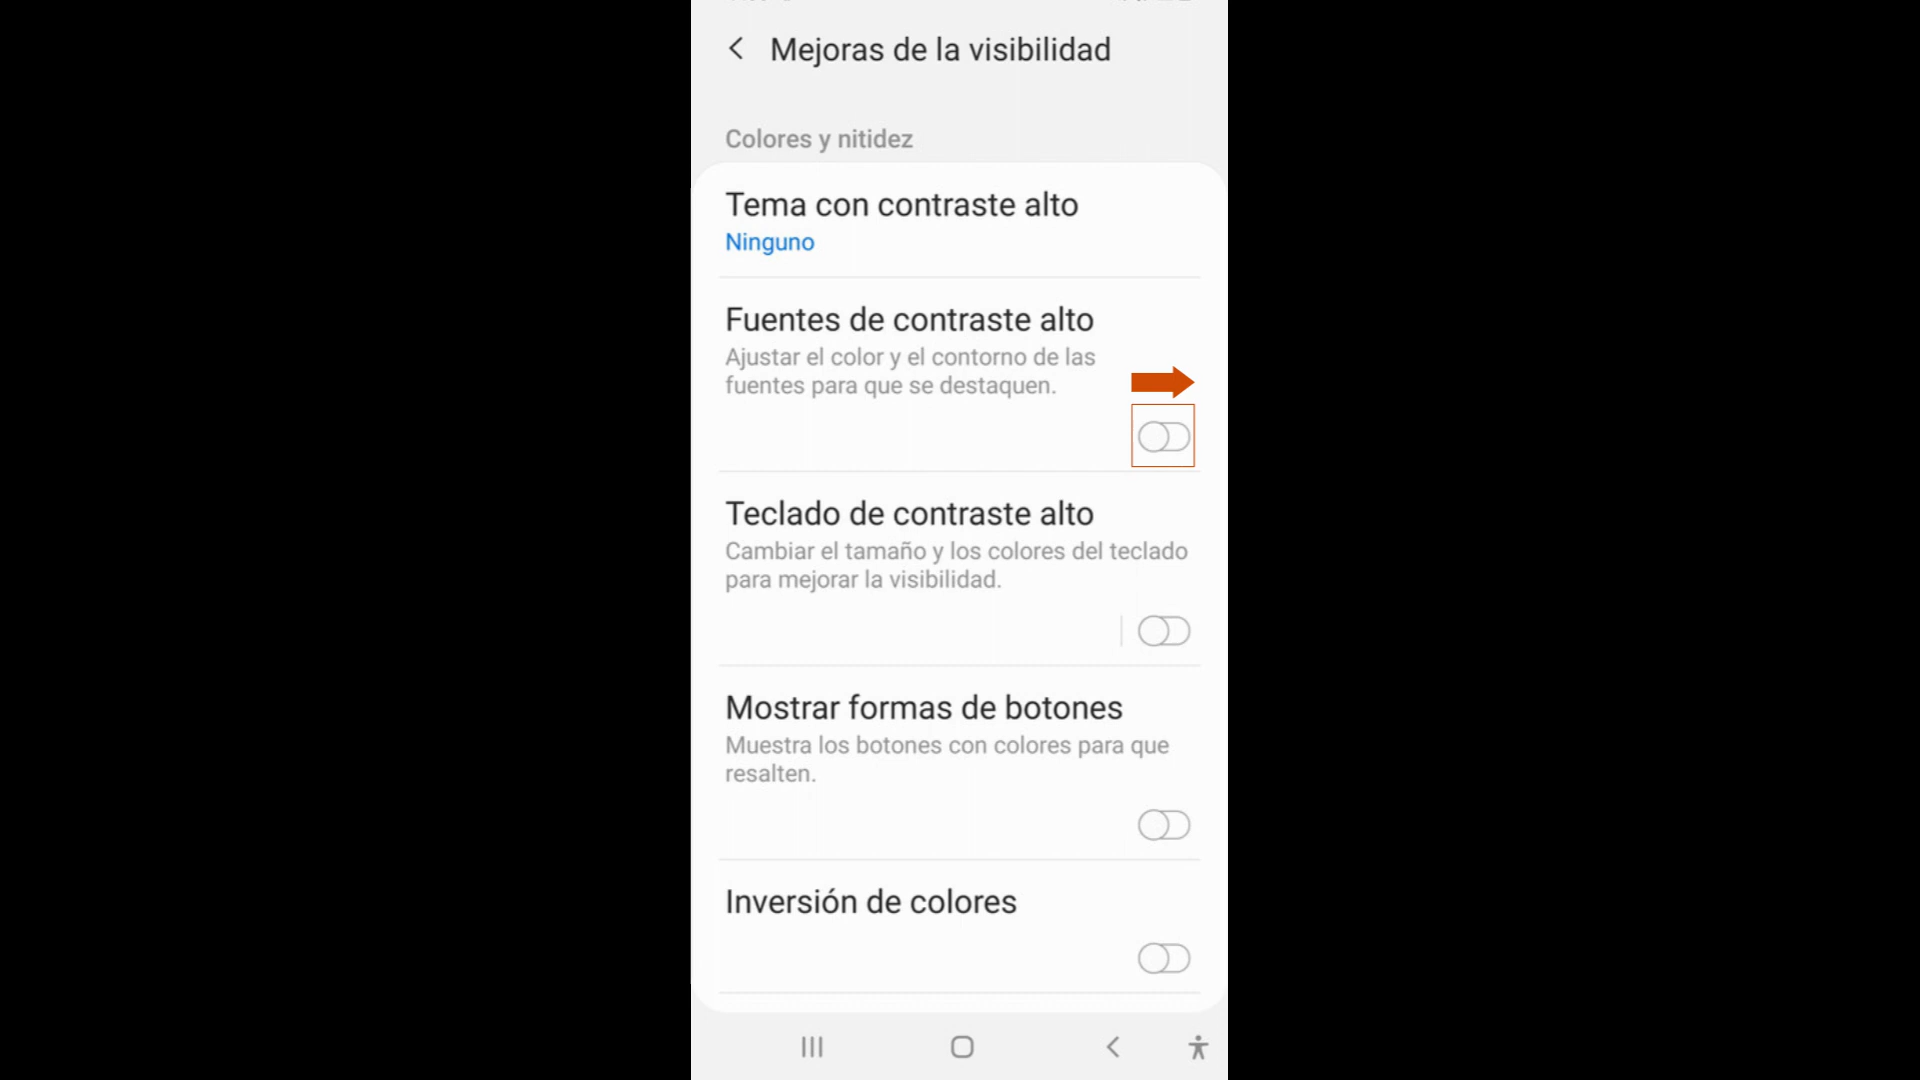 Mejoras de la visibilidad
Colores y nitidez
Tema con contraste alto
Ninguno
Fuentes de contraste alto
Ajustar el color y el contorno de las
fuentes para que se destaquen.
Teclado de contraste alto
Cambiar el tamaño y los colores del teclado
para mejorar la visibilidad.
Mostrar formas de botones
Muestra los botones con colores para que
resalten.
Inversión de colores